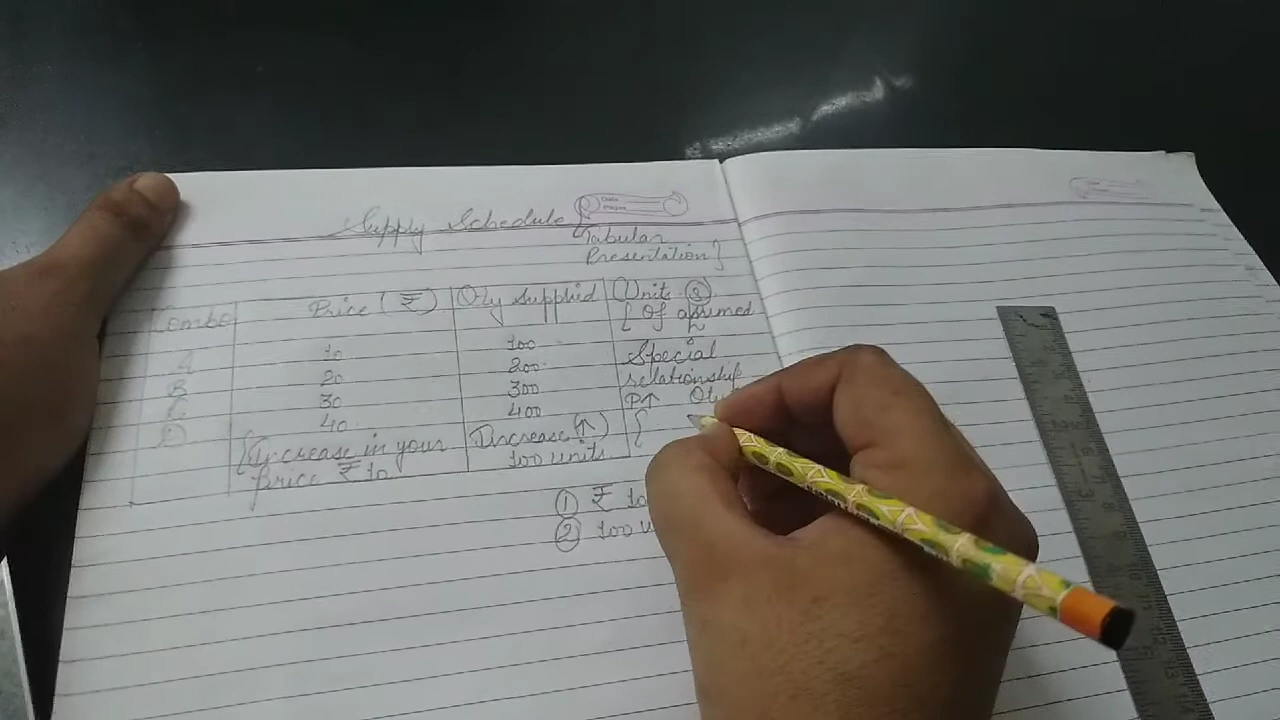 Supply Schedule {
Tabular
Presentation }
Combo Price (₹) Qty Supplied Units
[ Of assumed
A 10 100 Special
B 20 200 relationship
C 30 300 P↑ Qty
D 40 400 {
[Increase in your Increase (↑)
price ₹ 10 100 units
① ₹ 10
② 100 u